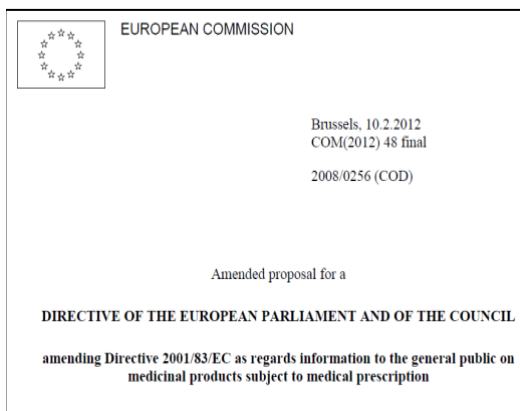 EUROPEAN COMMISSION
Brussels, 10.2.2012
COM(2012) 48 final
2008/0256 (COD)
Amended proposal for a
DIRECTIVE OF THE EUROPEAN PARLIAMENT AND OF THE COUNCIL
amending Directive 2001/83/EC as regards information to the general public on
medicinal products subject to medical prescription